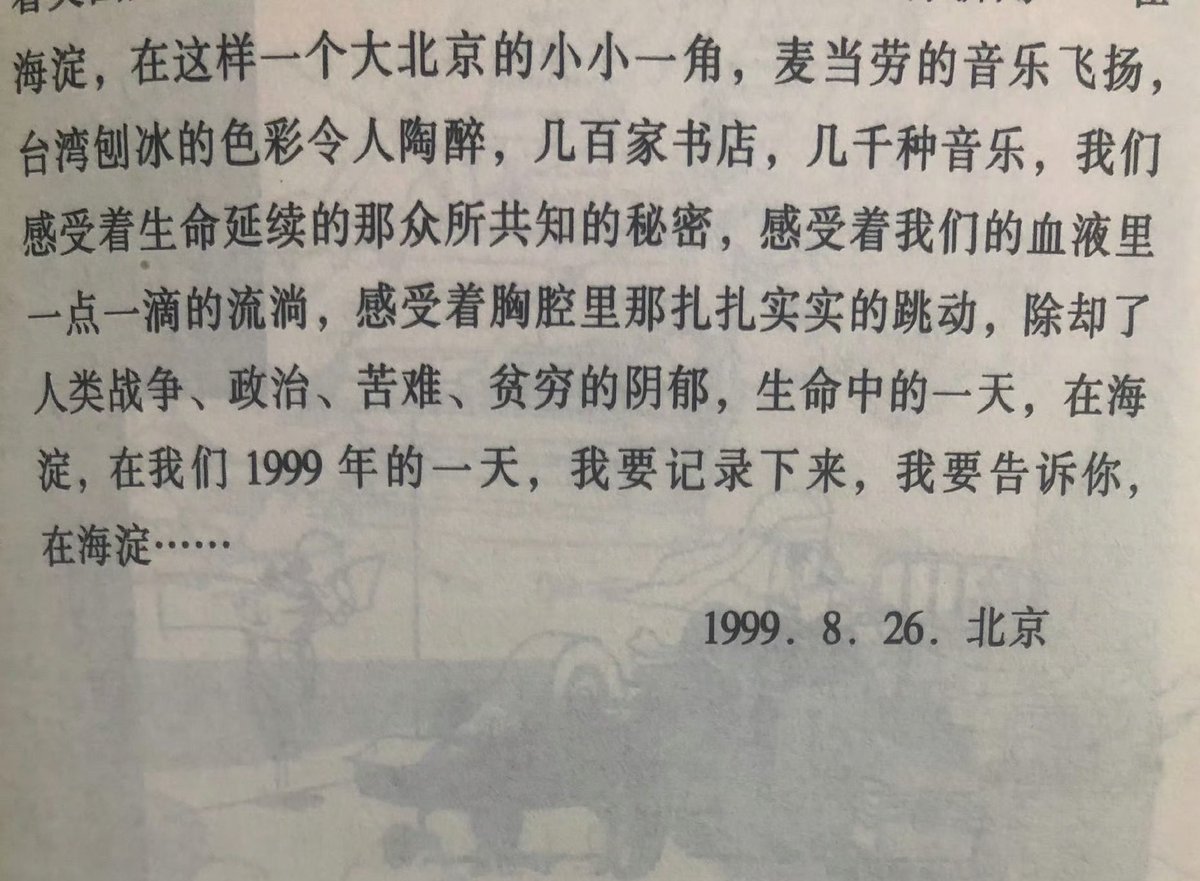 海淀，在这样一个大北京的小小一角，麦当劳的音乐飞扬，
台湾刨冰的色彩令人陶醉，几百家书店，几千种音乐，我们
感受着生命延续的那众所共知的秘密，感受着我们的血液里
一点一滴的流淌，感受着胸腔里那扎扎实实的跳动，除却了
人类战争、政治、苦难、贫穷的阴郁，生命中的一天，在海
淀，在我们 1999 年的一天，我要记录下来，我要告诉你，
在海淀……
1999．8．26．北京